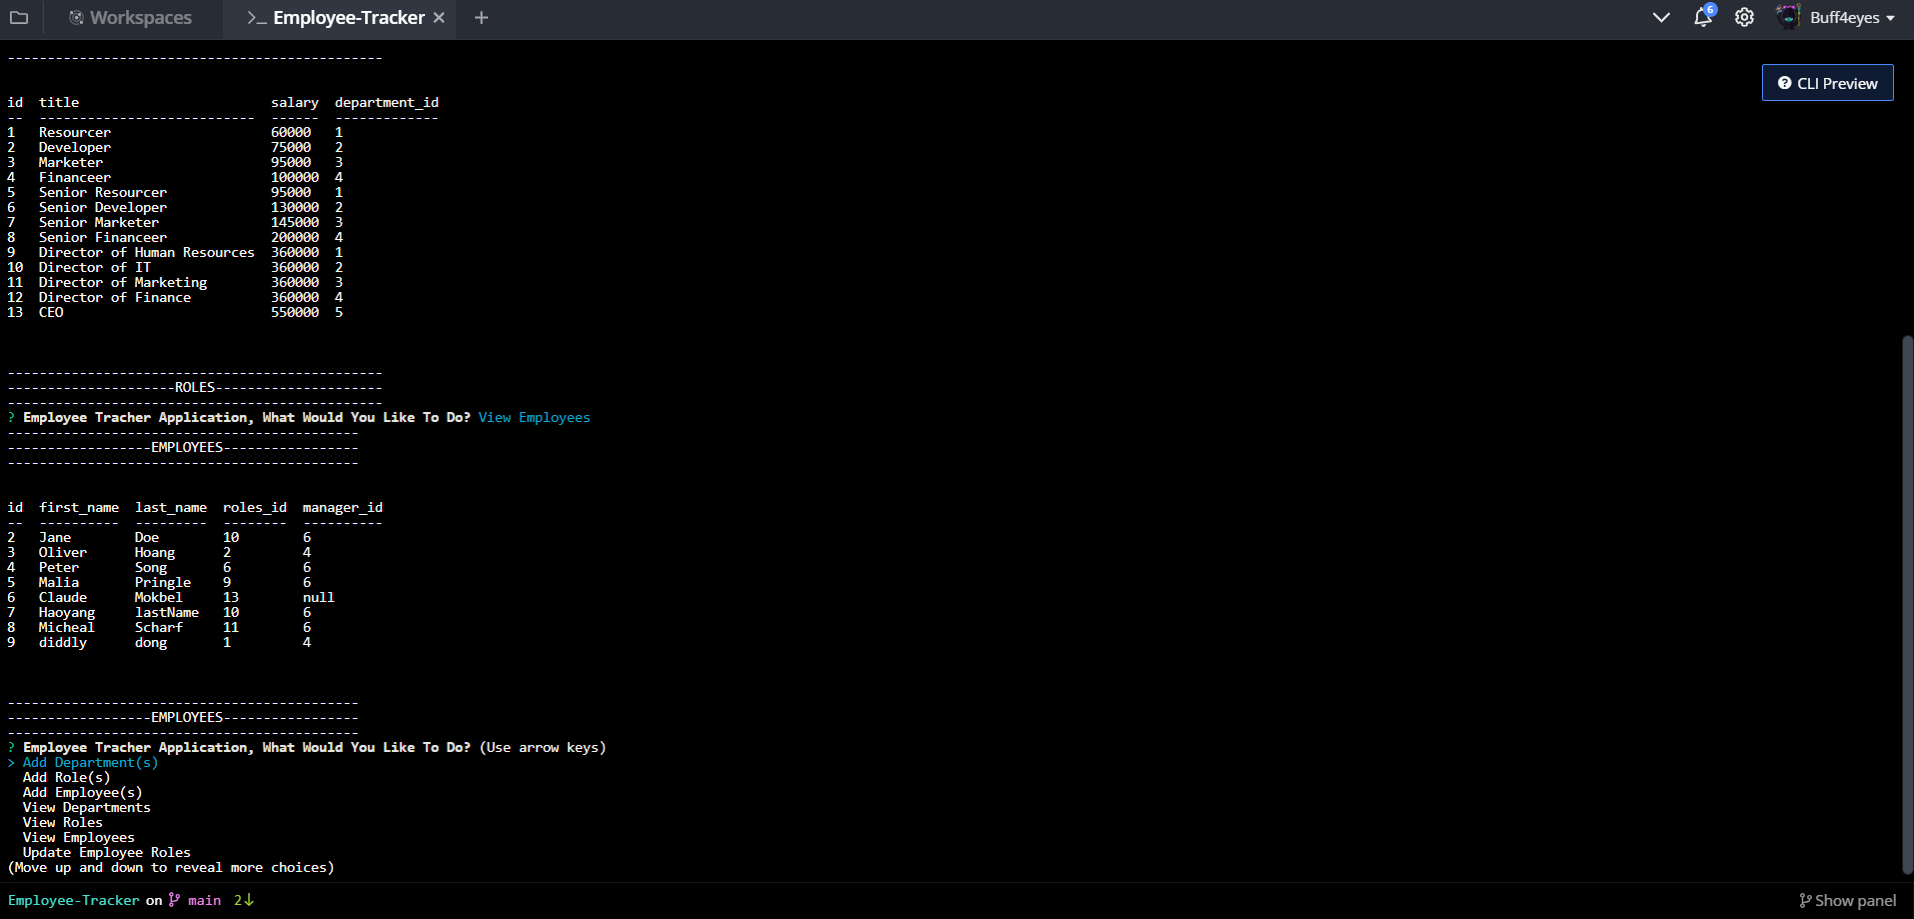 Workspaces
>_ Employee-Tracker × +
6
Buff4eyes
-----------------------------------------------
CLI Preview
id  title                        salary  department_id
--  ---------------------------  ------  -------------
1   Resourcer                    60000   1
2   Developer                    75000   2
3   Marketer                     95000   3
4   Financeer                    100000  4
5   Senior Resourcer             95000   1
6   Senior Developer             130000  2
7   Senior Marketer              145000  3
8   Senior Financeer             200000  4
9   Director of Human Resources  360000  1
10  Director of IT               360000  2
11  Director of Marketing        360000  3
12  Director of Finance          360000  4
13  CEO                          550000  5
-----------------------------------------------
---------------------ROLES---------------------
-----------------------------------------------
? Employee Tracher Application, What Would You Like To Do? View Employees
--------------------------------------------
------------------EMPLOYEES-----------------
--------------------------------------------
id  first_name  last_name  roles_id  manager_id
--  ----------  ---------  --------  ----------
2   Jane        Doe        10        6
3   Oliver      Hoang      2         4
4   Peter       Song       6         6
5   Malia       Pringle    9         6
6   Claude      Mokbel     13        null
7   Haoyang     lastName   10        6
8   Micheal     Scharf     11        6
9   diddly      dong       1         4
--------------------------------------------
------------------EMPLOYEES-----------------
--------------------------------------------
? Employee Tracher Application, What Would You Like To Do? (Use arrow keys)
> Add Department(s)
Add Role(s)
Add Employee(s)
View Departments
View Roles
View Employees
Update Employee Roles
(Move up and down to reveal more choices)
Employee-Tracker on main 2↓
Show panel